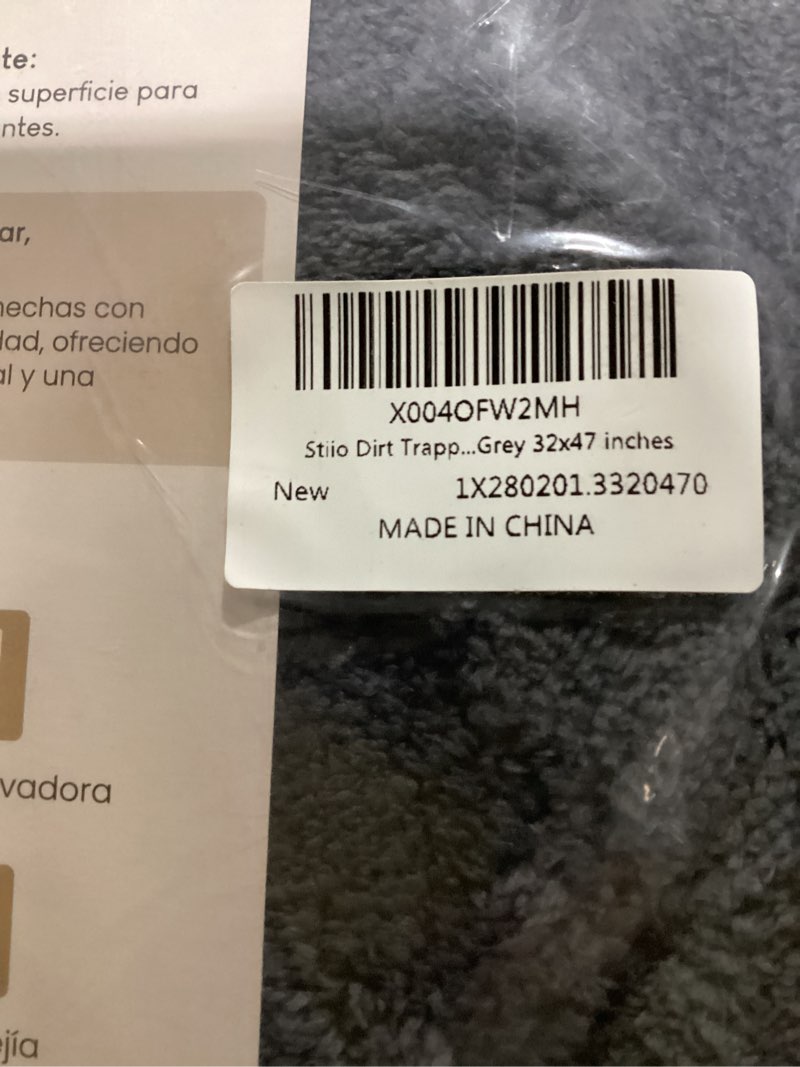 te:
superficie para
ntes.
ar,
hechas con
dad, ofreciendo
al y una
vadora
ejía
X004OFW2MH
Stiio Dirt Trapp...Grey 32x47 inches
New 1X280201.3320470
MADE IN CHINA